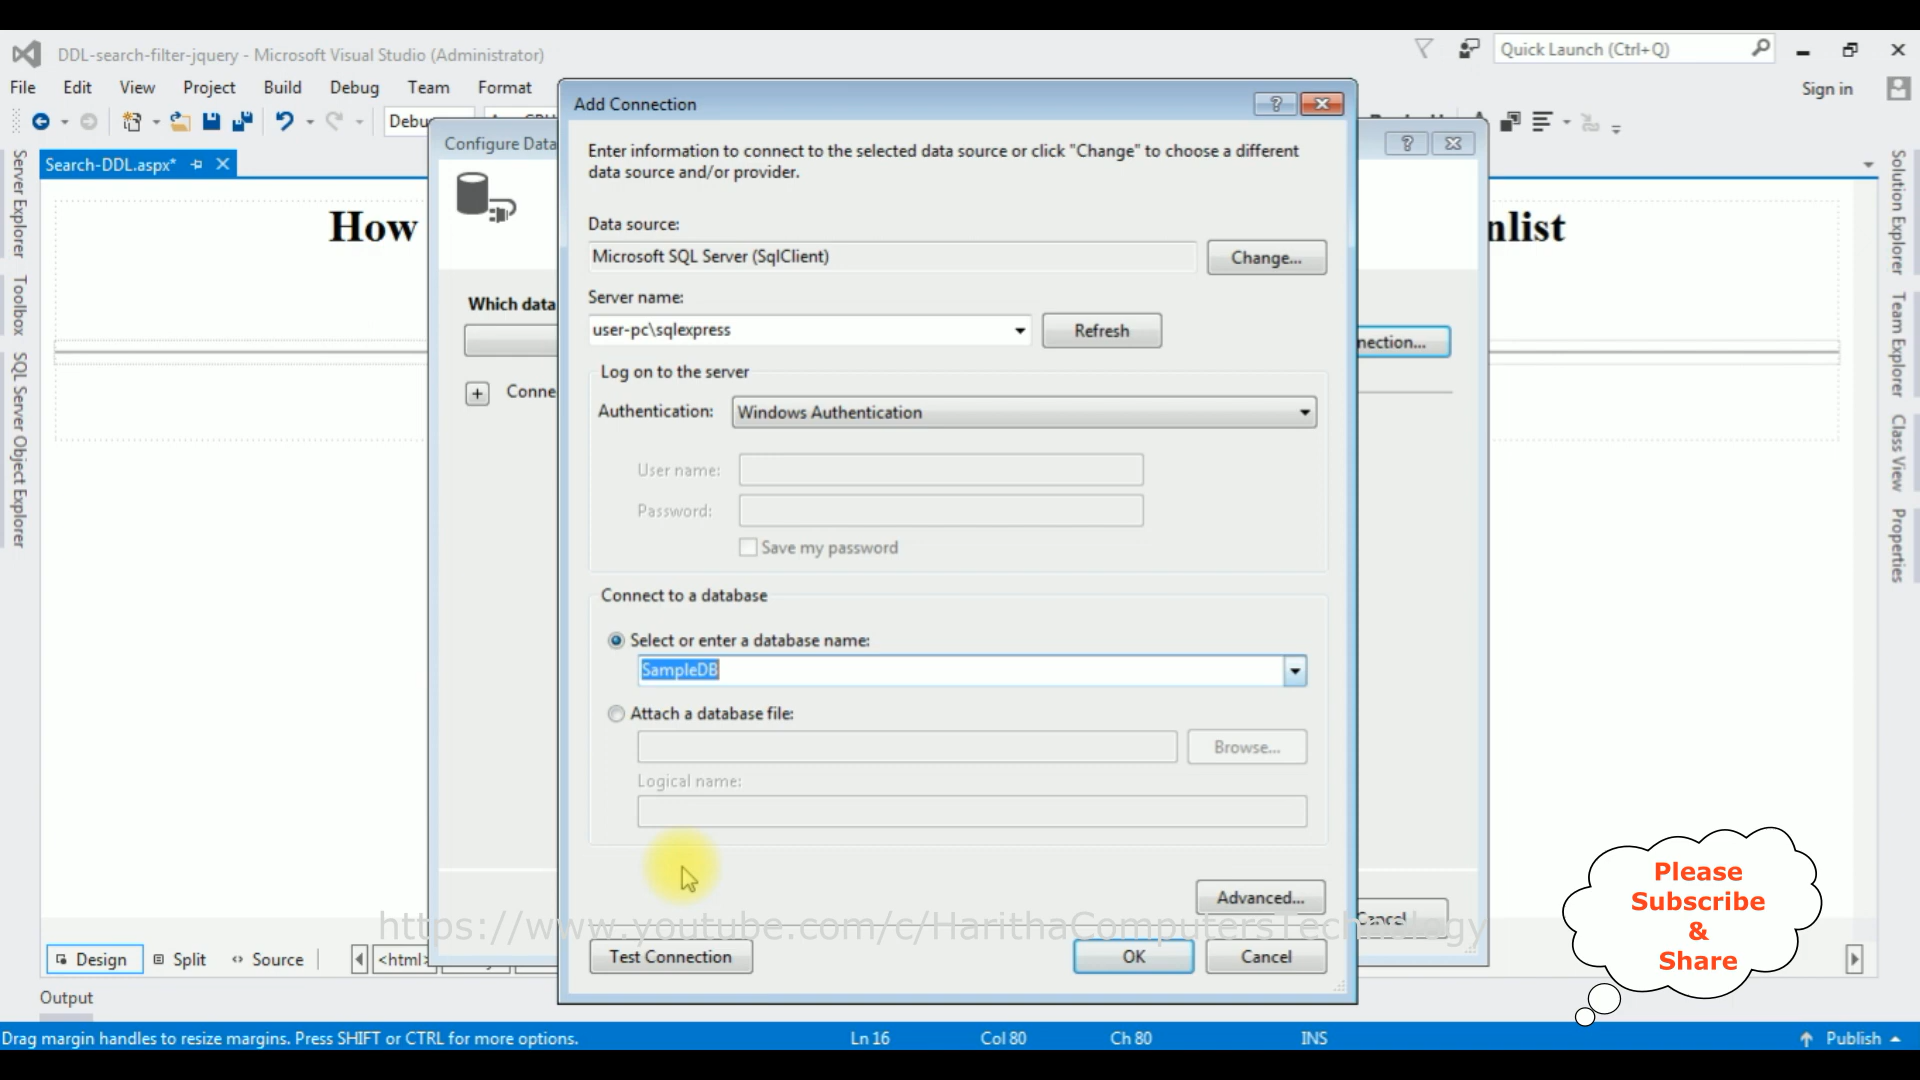 DDL-search-filter-jquery - Microsoft Visual Studio (Administrator)
Quick Launch (Ctrl+Q)
File Edit View Project Build Debug Team Format
Sign in
Debu
Search-DDL.aspx*
Server Explorer
Toolbox
SQL Server Object Explorer
Solution Explorer
Team Explorer
Class View
Properties
How
nlist
Configure Data
Which data
nection...
Conne
Cancel
Add Connection
Enter information to connect to the selected data source or click "Change" to choose a different
data source and/or provider.
Data source:
Microsoft SQL Server (SqlClient)
Change...
Server name:
user-pc\sqlexpress
Refresh
Log on to the server
Authentication: Windows Authentication
User name:
Password:
Save my password
Connect to a database
Select or enter a database name:
SampleDB
Attach a database file:
Browse...
Logical name:
Advanced...
Test Connection
OK
Cancel
https://www.youtube.com/c/HarithaComputersTechnology
Please
Subscribe
&
Share
Design Split Source <html>
Output
Drag margin handles to resize margins. Press SHIFT or CTRL for more options.
Ln 16 Col 80 Ch 80 INS Publish